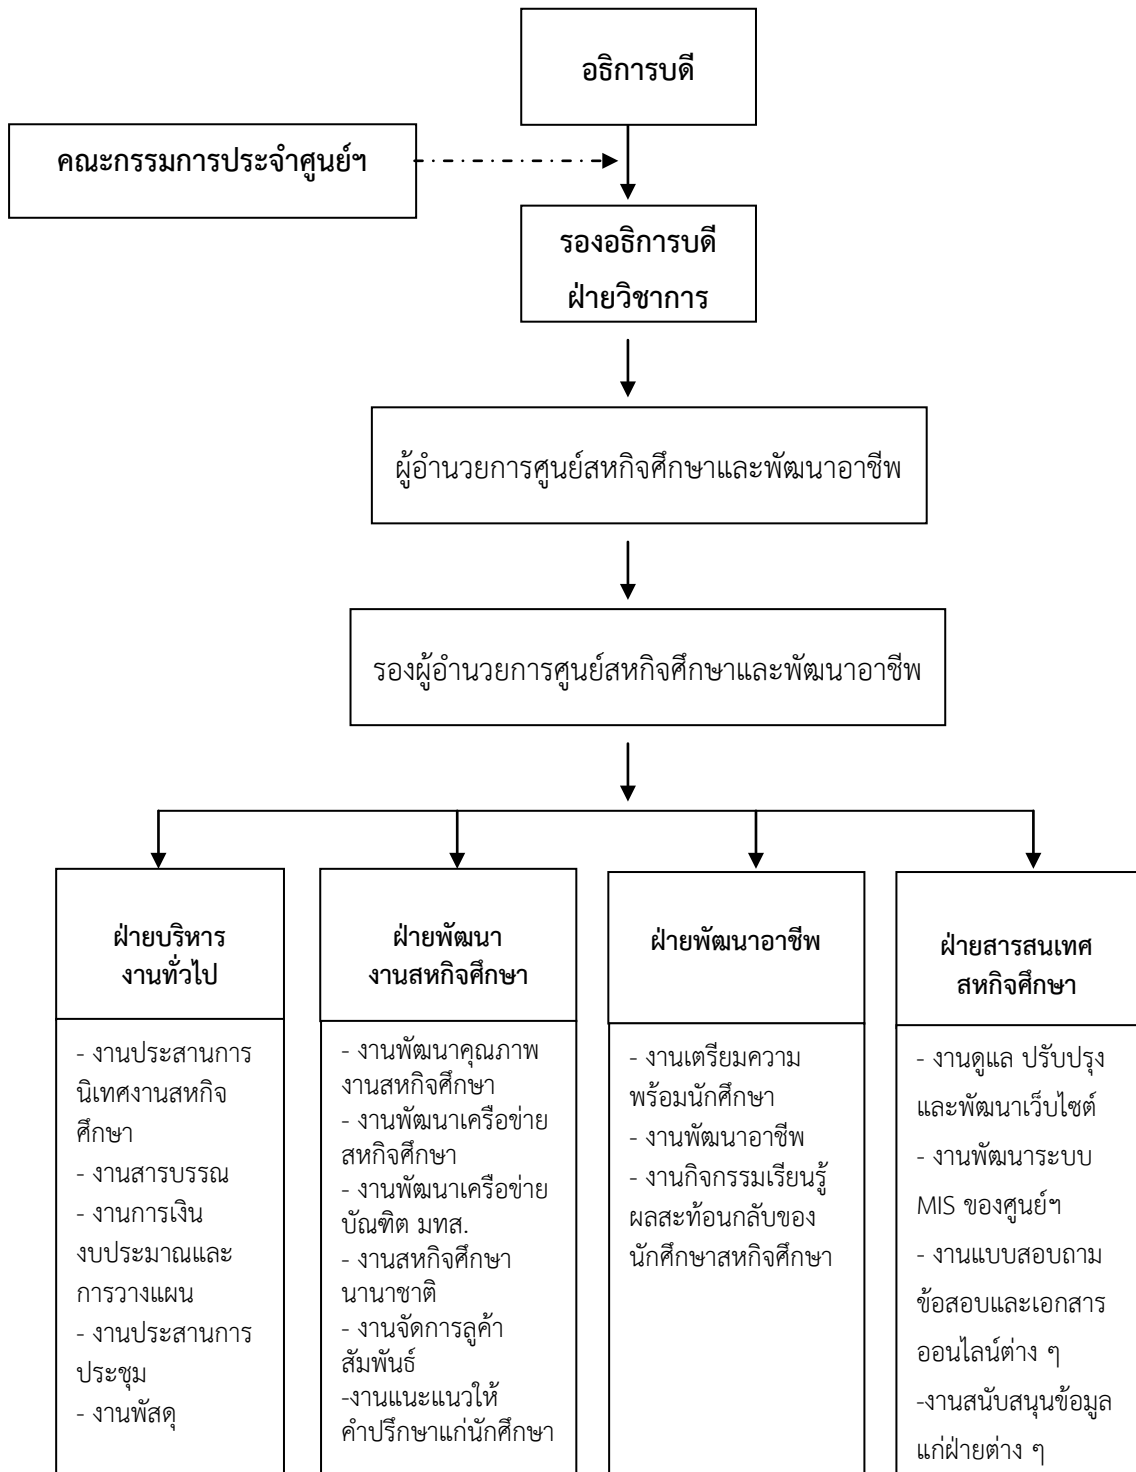 อธิการบดี
คณะกรรมการประจำศูนย์ฯ
รองอธิการบดี
ฝ่ายวิชาการ
ผู้อำนวยการศูนย์สหกิจศึกษาและพัฒนาอาชีพ
รองผู้อำนวยการศูนย์สหกิจศึกษาและพัฒนาอาชีพ
ฝ่ายบริหาร
งานทั่วไป
- งานประสานการ
นิเทศงานสหกิจ
ศึกษา
- งานสารบรรณ
- งานการเงิน
งบประมาณและ
การวางแผน
- งานประสานการ
ประชุม
- งานพัสดุ
ฝ่ายพัฒนา
งานสหกิจศึกษา
- งานพัฒนาคุณภาพ
งานสหกิจศึกษา
- งานพัฒนาเครือข่าย
สหกิจศึกษา
- งานพัฒนาเครือข่าย
บัณฑิต มทส.
- งานสหกิจศึกษา
นานาชาติ
- งานจัดการลูค้า
สัมพันธ์
-งานแนะแนวให้
คำปรึกษาแก่นักศึกษา
ฝ่ายพัฒนาอาชีพ
- งานเตรียมความ
พร้อมนักศึกษา
- งานพัฒนาอาชีพ
- งานกิจกรรมเรียนรู้
ผลสะท้อนกลับของ
นักศึกษาสหกิจศึกษา
ฝ่ายสารสนเทศ
สหกิจศึกษา
- งานดูแล ปรับปรุง
และพัฒนาเว็บไซต์
- งานพัฒนาระบบ
MIS ของศูนย์ฯ
- งานแบบสอบถาม
ข้อสอบและเอกสาร
ออนไลน์ต่าง ๆ
-งานสนับสนุนข้อมูล
แก่ฝ่ายต่าง ๆ